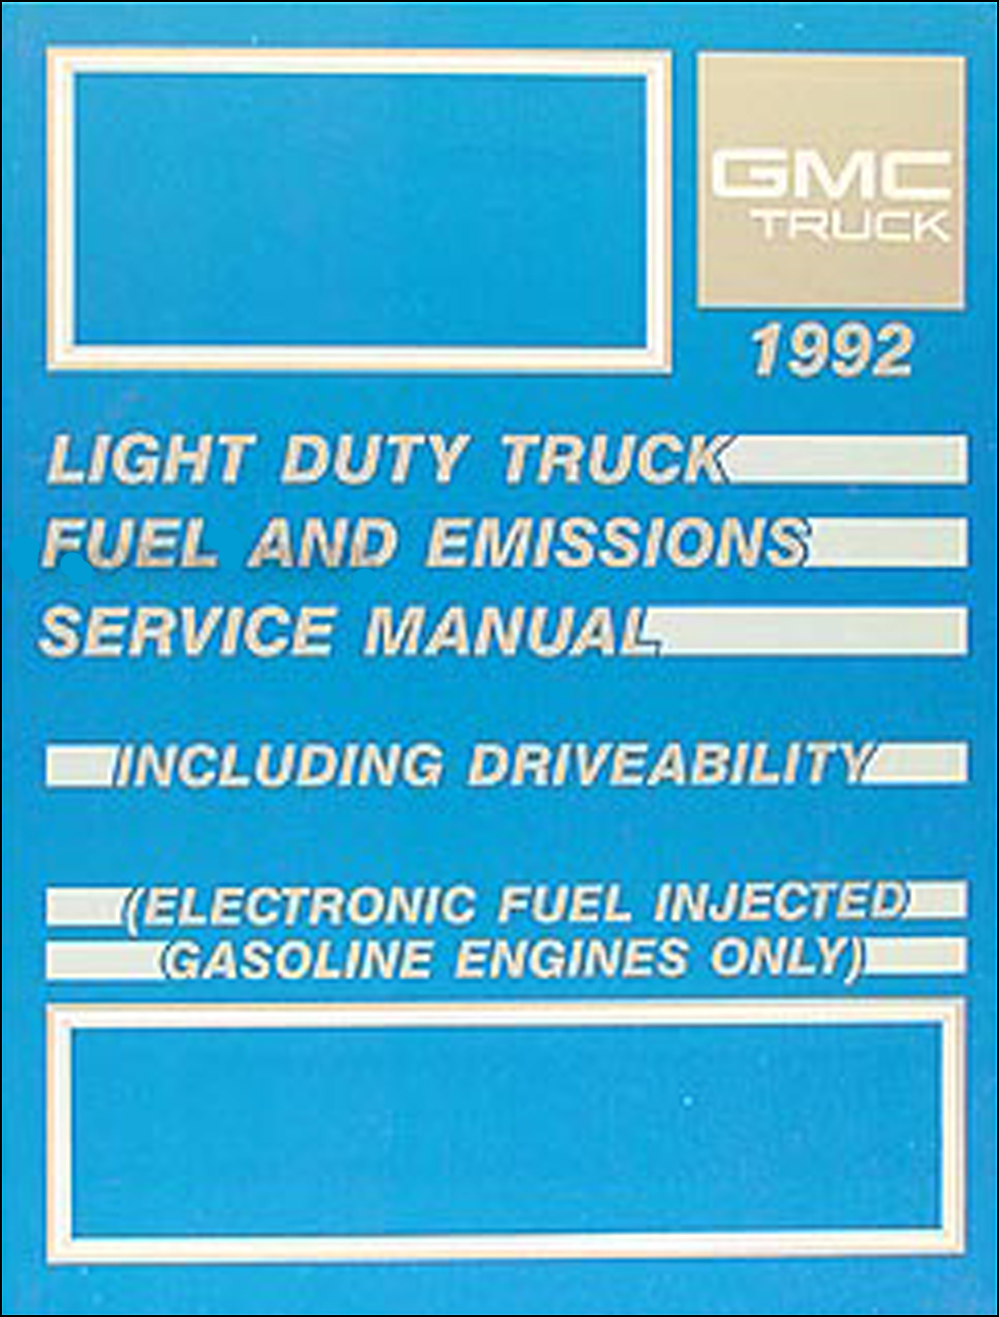 GMC
TRUCK
1992
LIGHT DUTY TRUCK
FUEL AND EMISSIONS
SERVICE MANUAL
INCLUDING DRIVEABILITY
(ELECTRONIC FUEL INJECTED)
(GASOLINE ENGINES ONLY)